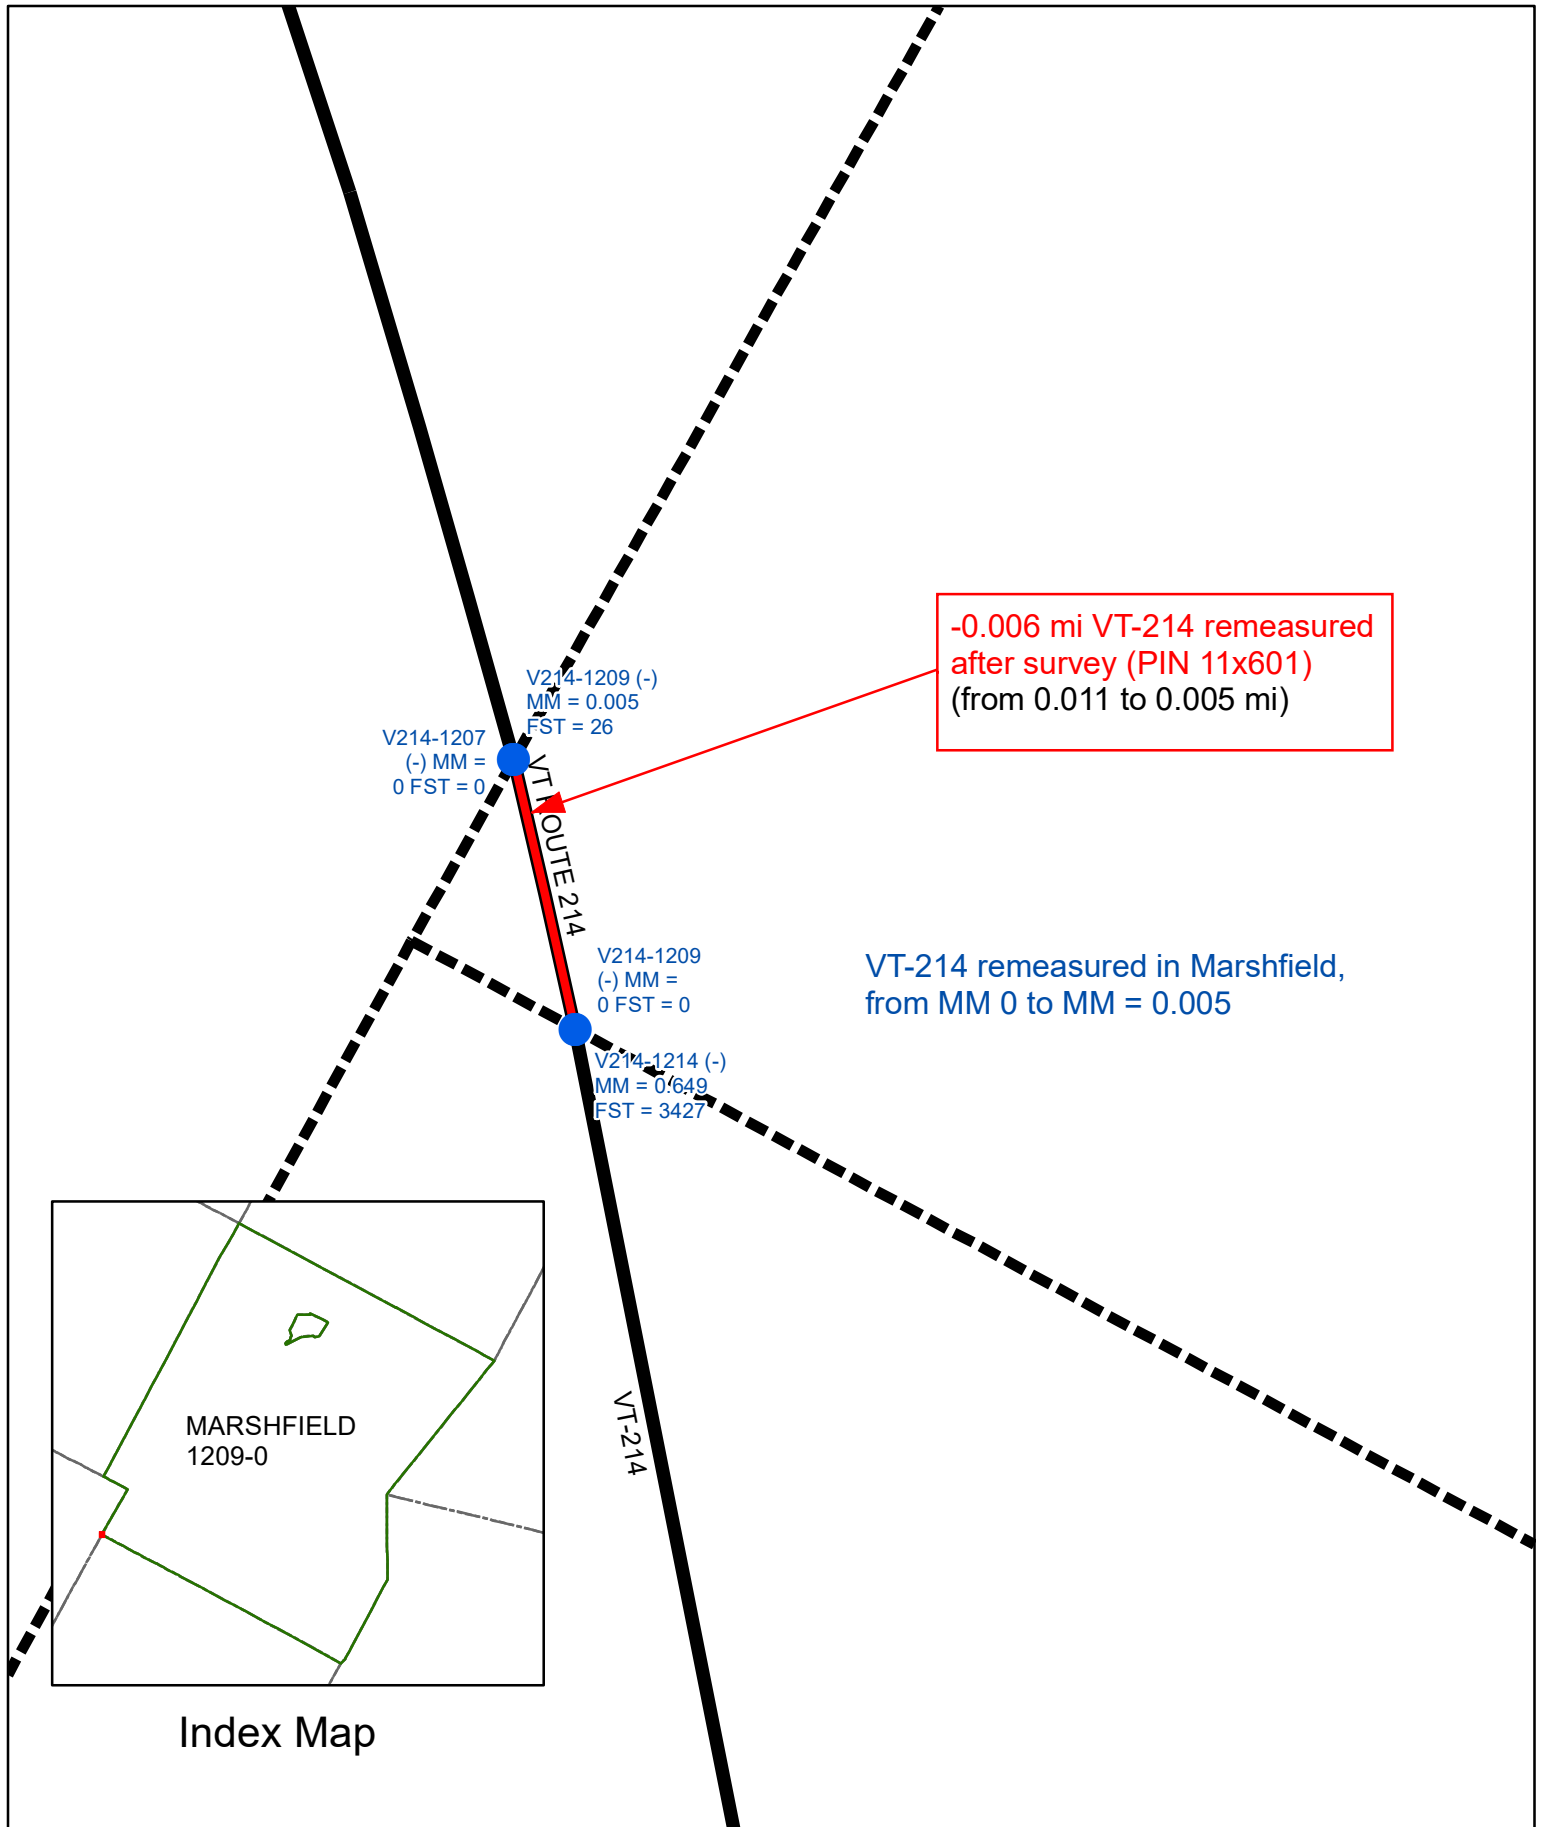 -0.006 mi VT-214 remeasured
after survey (PIN 11x601)
(from 0.011 to 0.005 mi)
V214-1209 (-)
MM = 0.005
FST = 26
V214-1207
(-) MM =
0 FST = 0
VT ROUTE 214
V214-1209
(-) MM =
0 FST = 0
VT-214 remeasured in Marshfield,
from MM 0 to MM = 0.005
V214-1214 (-)
MM = 0.649
FST = 3427
VT-214
MARSHFIELD
1209-0
Index Map